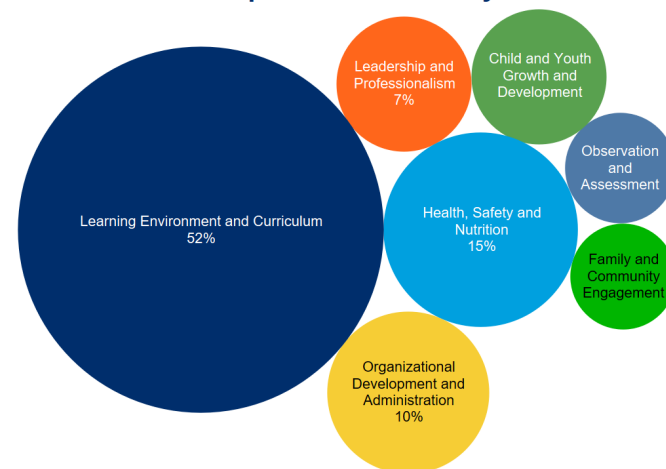 Learning Environment and Curriculum
52%
Leadership and
Professionalism
7%
Child and Youth
Growth and
Development
Observation
and
Assessment
Health, Safety and
Nutrition
15%
Family and
Community
Engagement
Organizational
Development and
Administration
10%